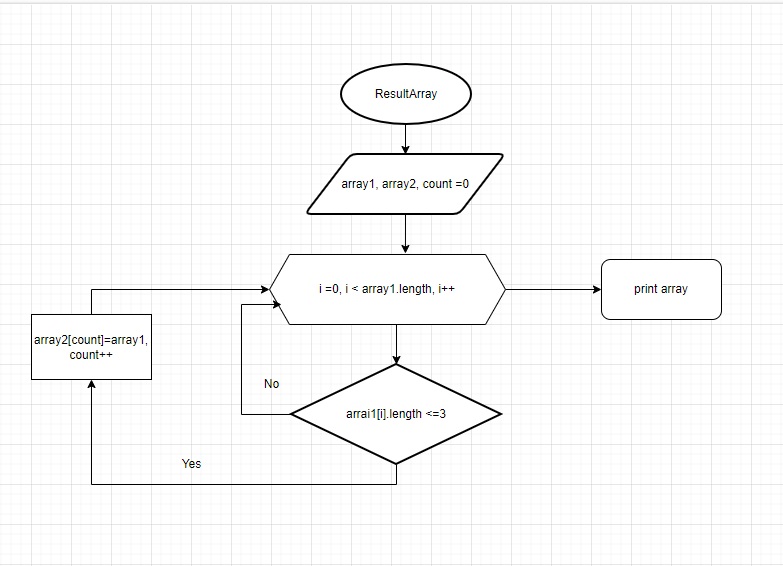 ResultArray
array1, array2, count =0
i =0, i < array1.length, i++
print array
array2[count]=array1,
count++
No
arrai1[i].length <=3
Yes